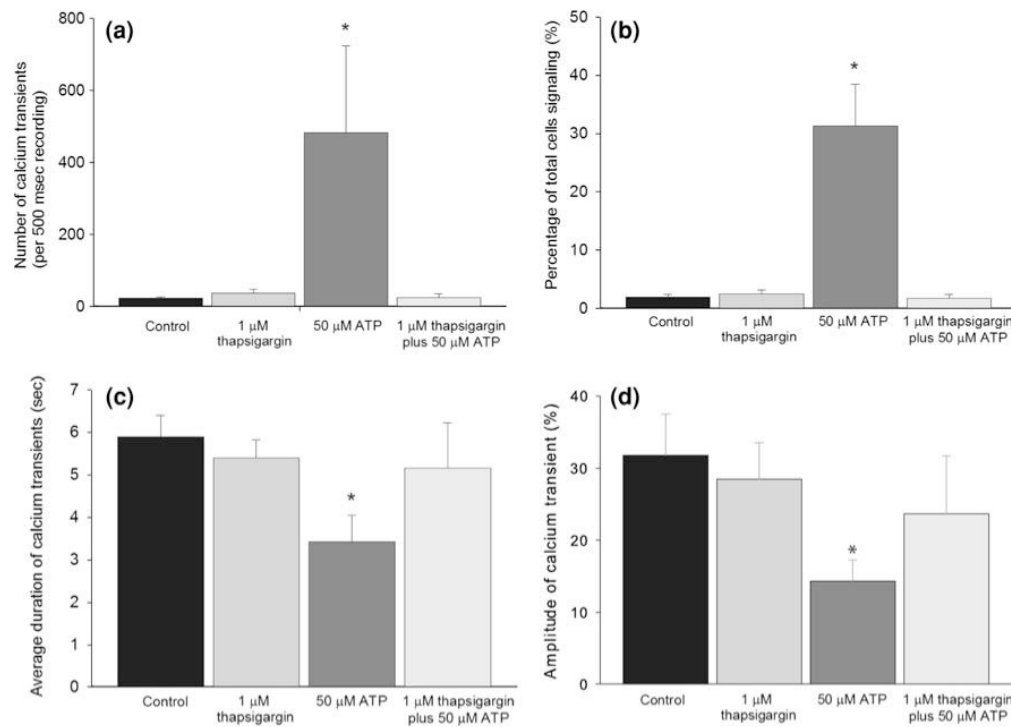 (a)
Number of calcium transients
(per 500 msec recording)
800
600
400
200
0
*
Control
1 μM
thapsigargin
50 μM ATP
1 μM thapsigargin
plus 50 μM ATP
(b)
Percentage of total cells signaling (%)
50
40
30
20
10
0
*
Control
1 μM
thapsigargin
50 μM ATP
1 μM thapsigargin
plus 50 μM ATP
(c)
Average duration of calcium transients (sec)
7
6
5
4
3
2
1
0
*
Control
1 μM
thapsigargin
50 μM ATP
1 μM thapsigargin
plus 50 μM ATP
(d)
Amplitude of calcium transient (%)
40
30
20
10
0
*
Control
1 μM
thapsigargin
50 μM ATP
1 μM thapsigargin
plus 50 μM ATP